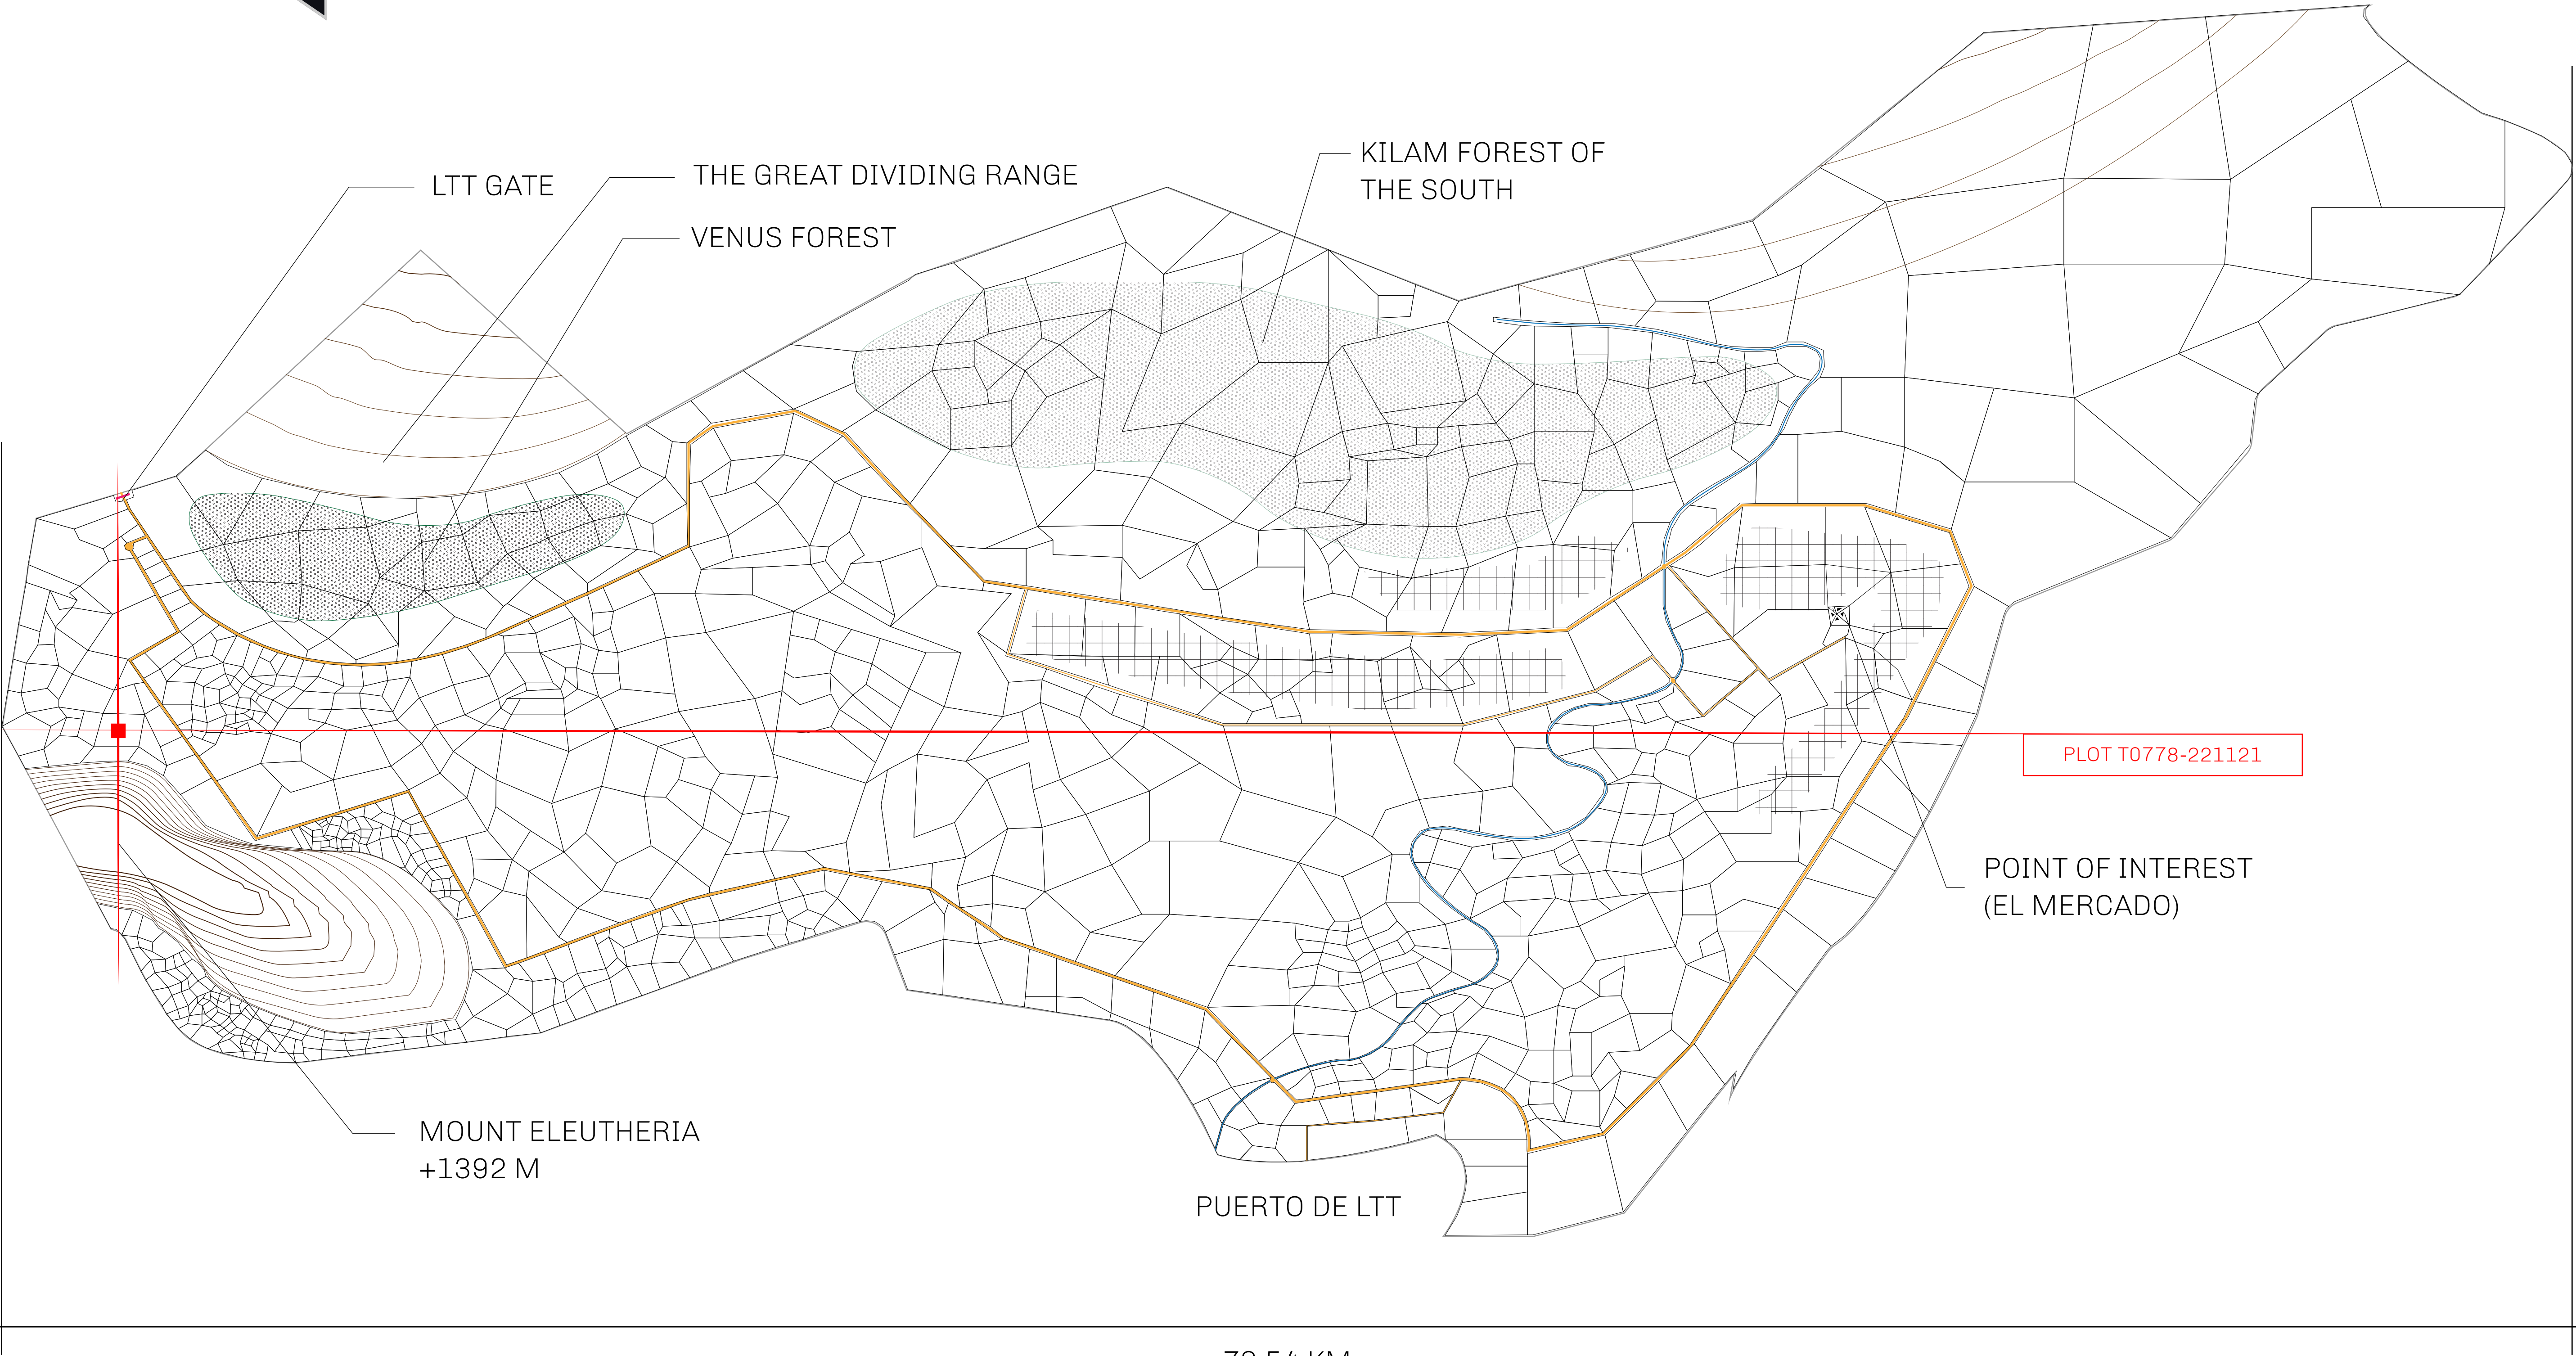 KILAM FOREST OF
THE SOUTH
LTT GATE
THE GREAT DIVIDING RANGE
VENUS FOREST
PLOT T0778-221121
POINT OF INTEREST
(EL MERCADO)
MOUNT ELEUTHERIA
+1392 M
PUERTO DE LTT
KM